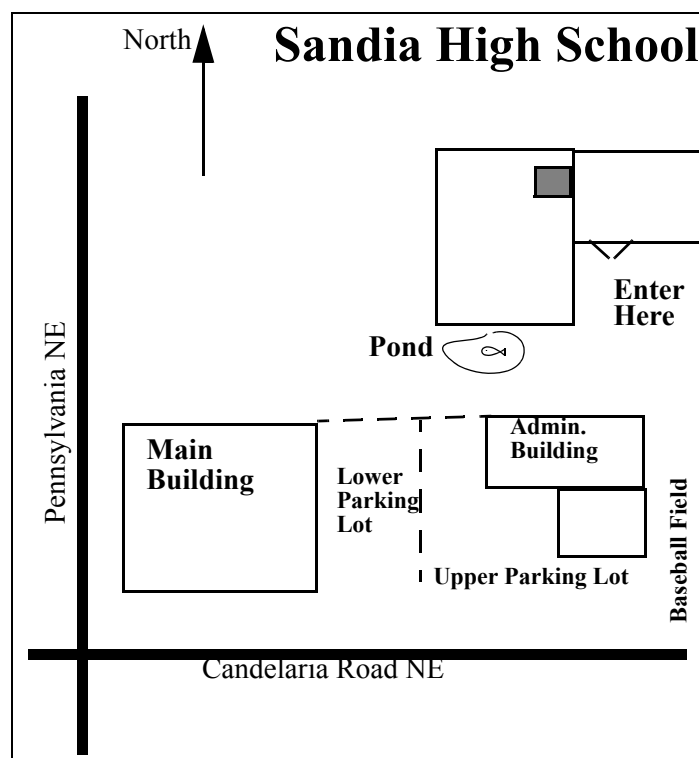 North
Sandia High School
Enter
Here
Pond
Pennsylvania NE
Main
Building
Lower
Parking
Lot
Admin.
Building
Upper Parking Lot
Baseball Field
Candelaria Road NE